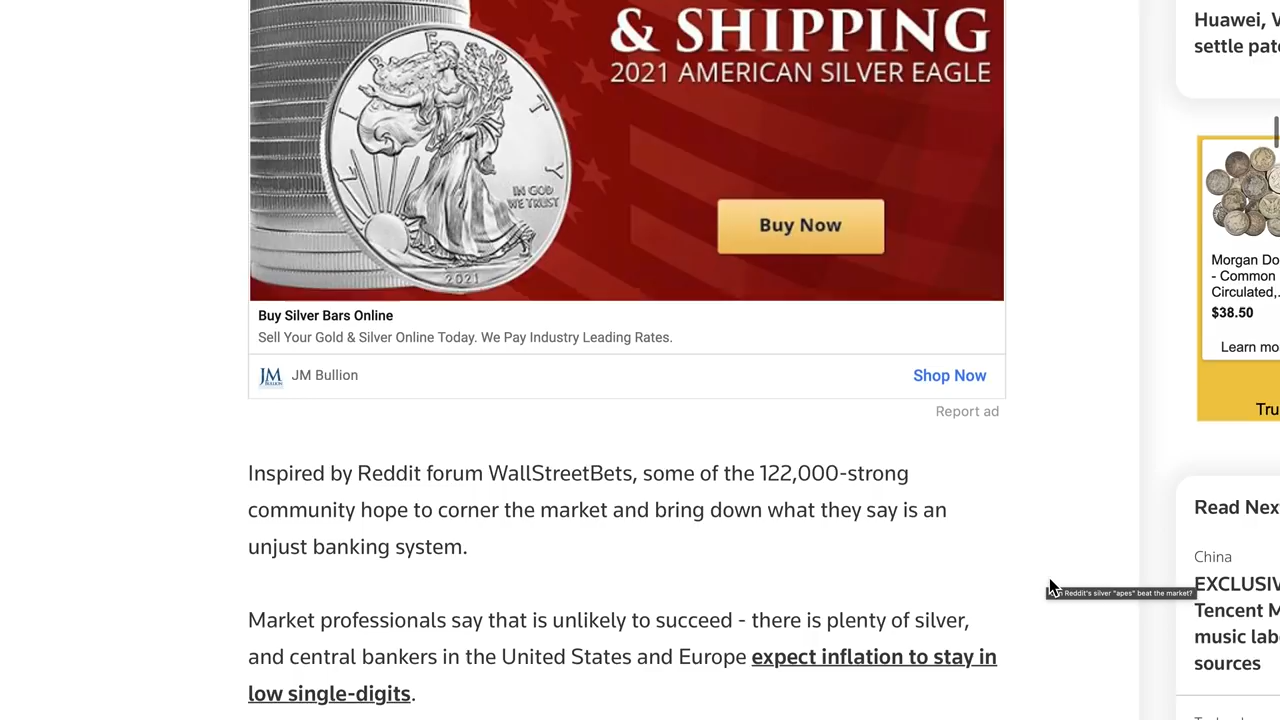 & SHIPPING
2021 AMERICAN SILVER EAGLE
LIBERTY
IN GOD
WE TRUST
2021
Buy Now
Buy Silver Bars Online
Sell Your Gold & Silver Online Today. We Pay Industry Leading Rates.
JM
BULLION
JM Bullion
Shop Now
Report ad
Inspired by Reddit forum WallStreetBets, some of the 122,000-strong
community hope to corner the market and bring down what they say is an
unjust banking system.
Market professionals say that is unlikely to succeed - there is plenty of silver,
and central bankers in the United States and Europe expect inflation to stay in
low single-digits.
Reddit's silver "apes" beat the market?
Huawei, V
settle pat
Morgan Do
- Common
Circulated,.
$38.50
Learn mo
Tru
Read Nex
China
EXCLUSIV
Tencent M
music lab
sources